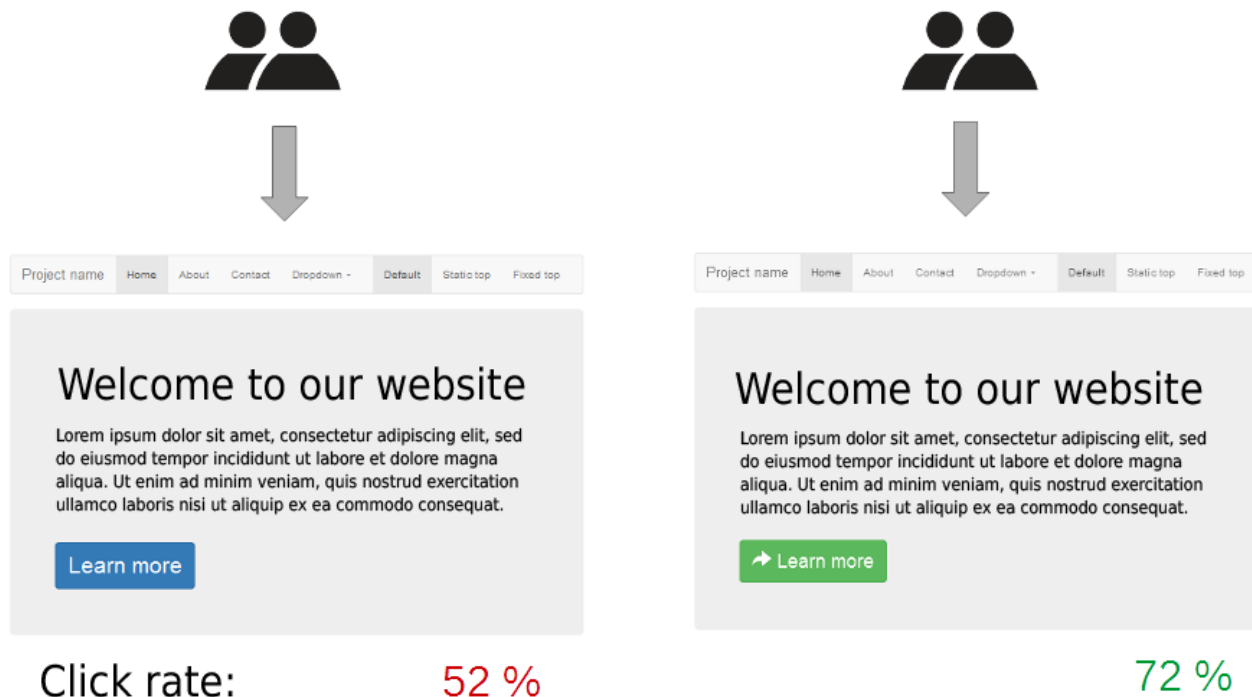 Project name Home About Contact Dropdown Default Static top Fixed top
Welcome to our website
Lorem ipsum dolor sit amet, consectetur adipiscing elit, sed
do eiusmod tempor incididunt ut labore et dolore magna
aliqua. Ut enim ad minim veniam, quis nostrud exercitation
ullamco laboris nisi ut aliquip ex ea commodo consequat.
Learn more
Click rate: 52 %
Project name Home About Contact Dropdown Default Static top Fixed top
Welcome to our website
Lorem ipsum dolor sit amet, consectetur adipiscing elit, sed
do eiusmod tempor incididunt ut labore et dolore magna
aliqua. Ut enim ad minim veniam, quis nostrud exercitation
ullamco laboris nisi ut aliquip ex ea commodo consequat.
Learn more
72 %